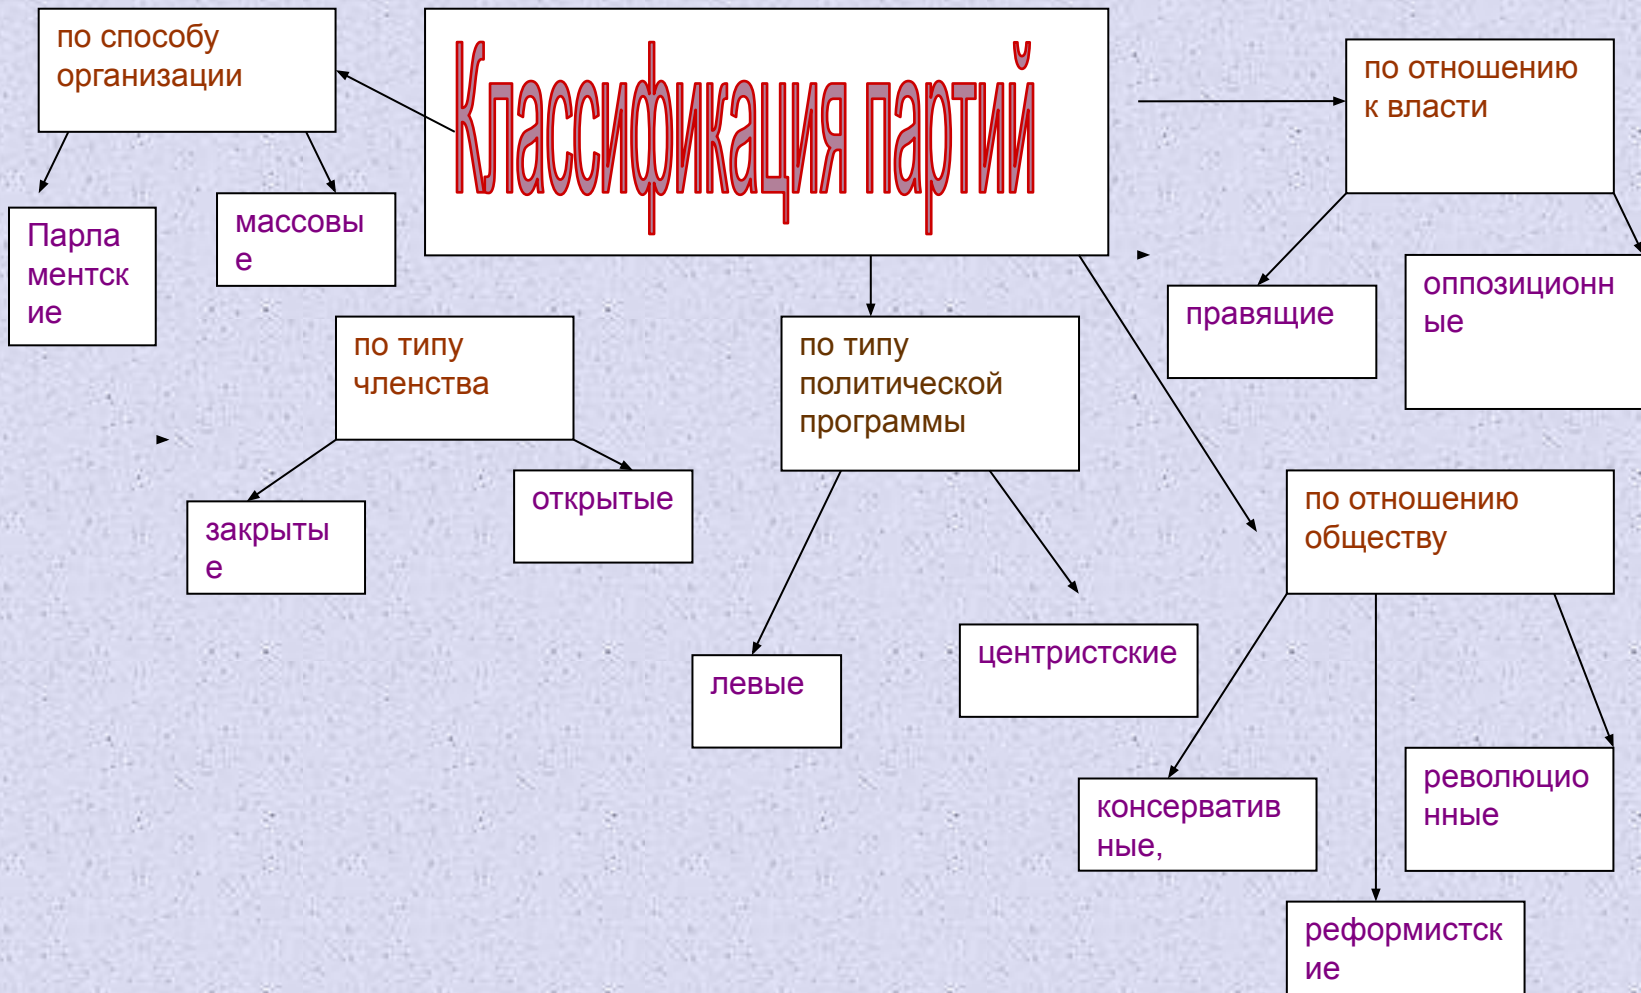 Классификация партий
по способу
организации
Парла
ментск
ие
массовы
е
по типу
членства
закрыты
е
открытые
по типу
политической
программы
левые
центристские
по отношению
к власти
правящие
оппозиционн
ые
по отношению
обществу
консерватив
ные,
реформистск
ие
революцио
нные